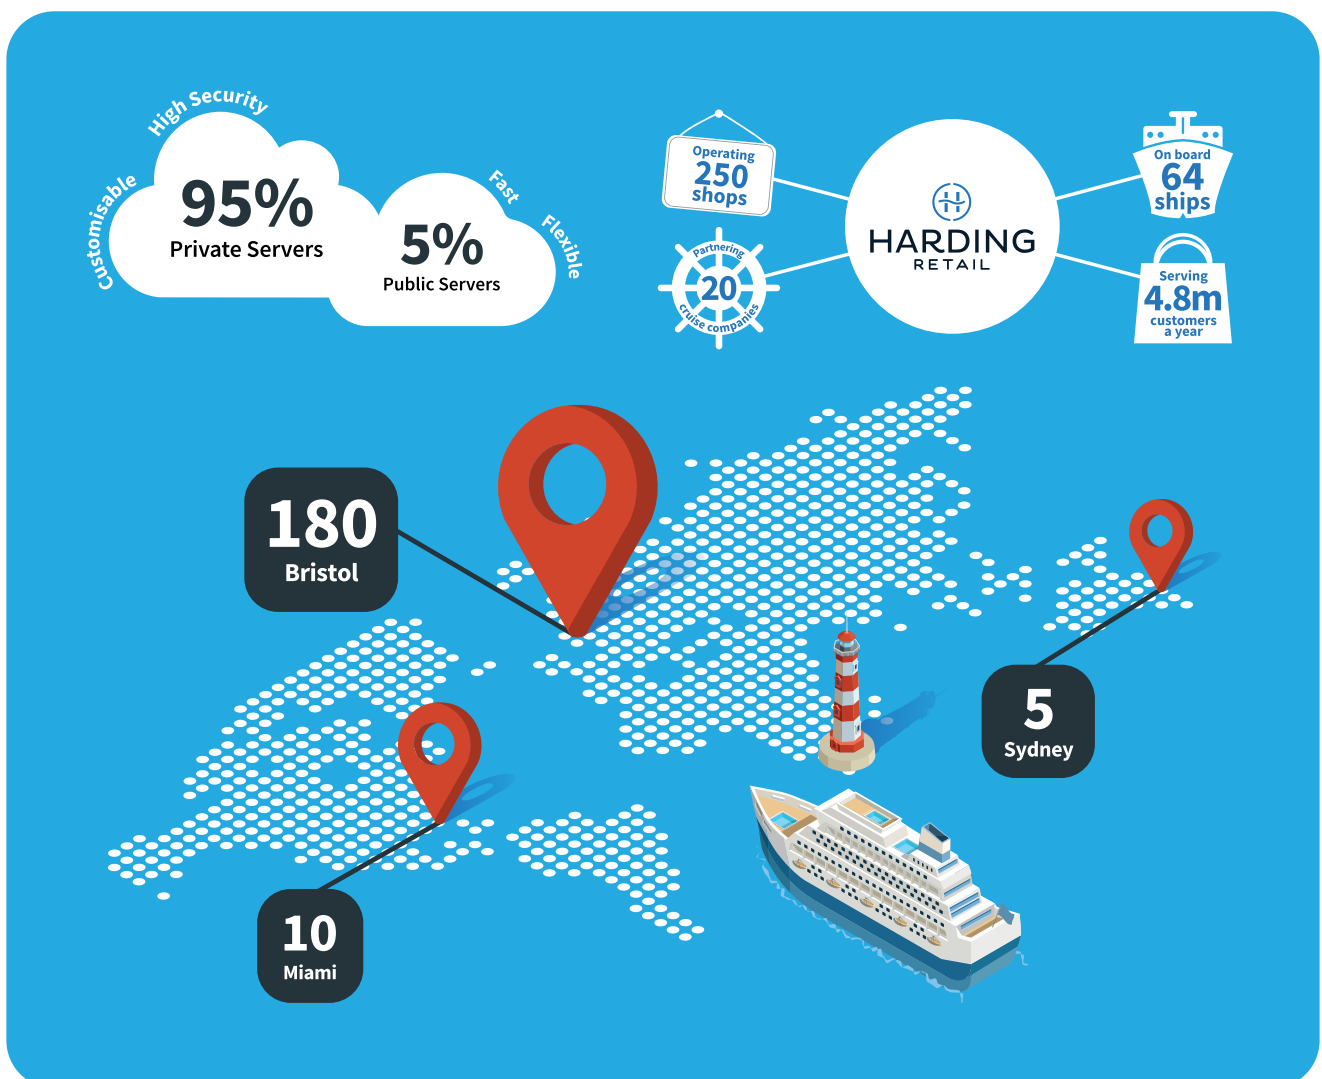 High Security
Customisable
95%
Private Servers
Fast
Flexible
5%
Public Servers
Operating
250
shops
Partnering
20
cruise companies
HARDING
RETAIL
On board
64
ships
Serving
4.8m
customers
a year
180
Bristol
5
Sydney
10
Miami